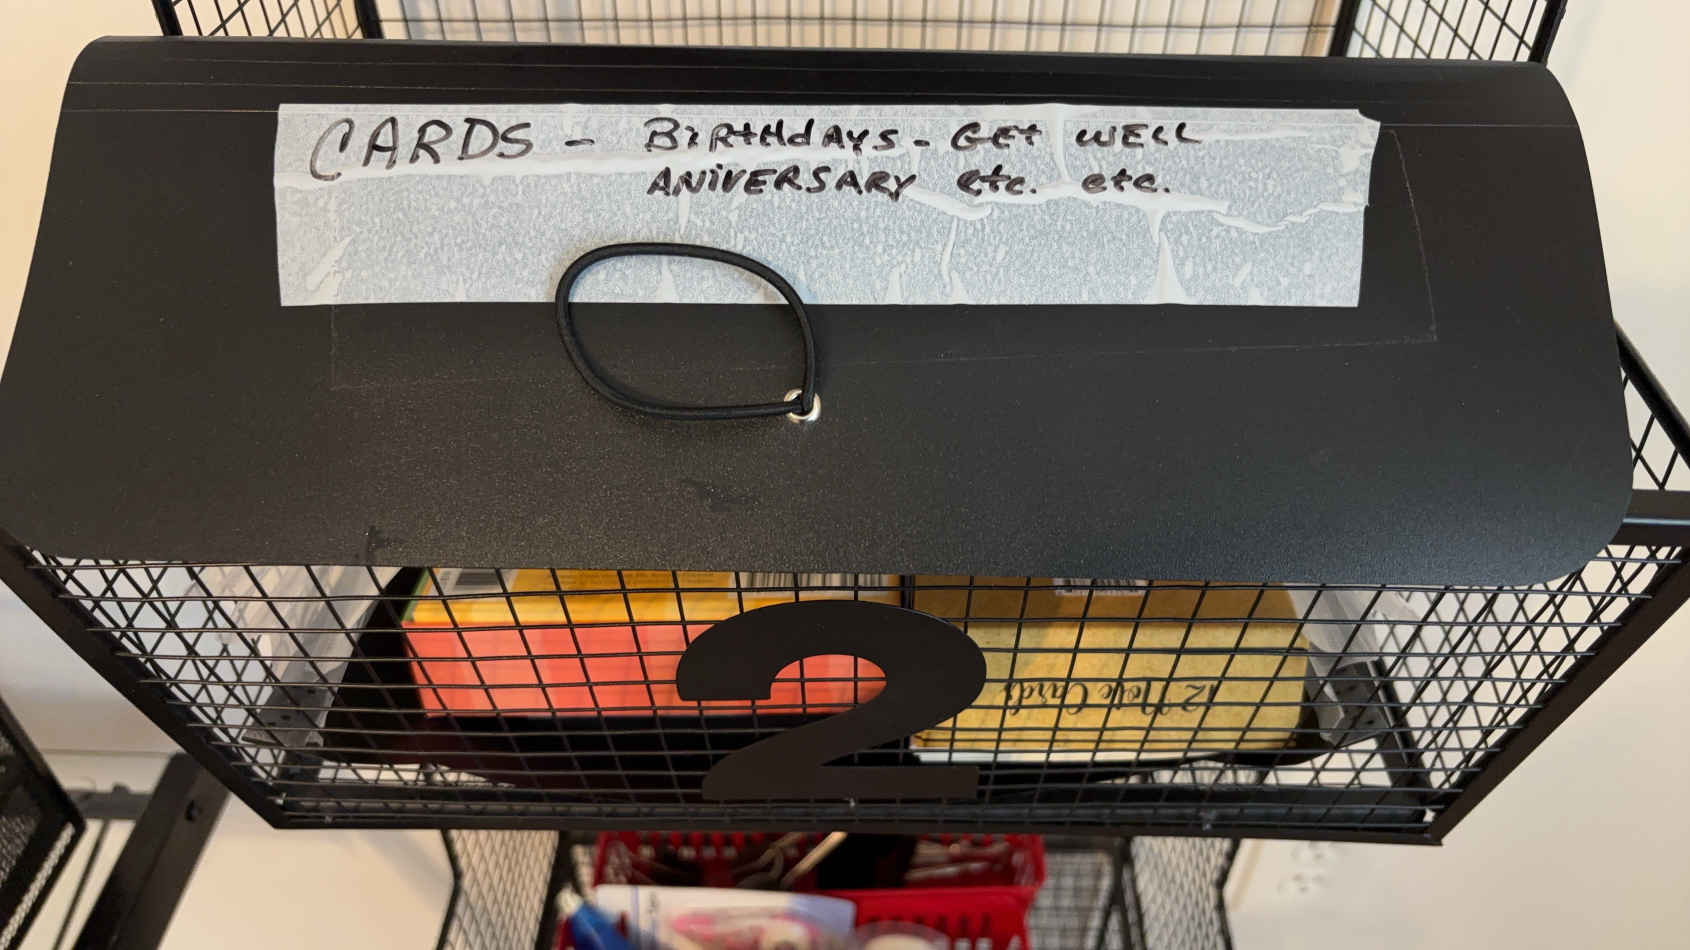 CARDS - BiRtHdAYS - GEt WELL
ANiVERSARY etc. etc.
2
12 Note Cards